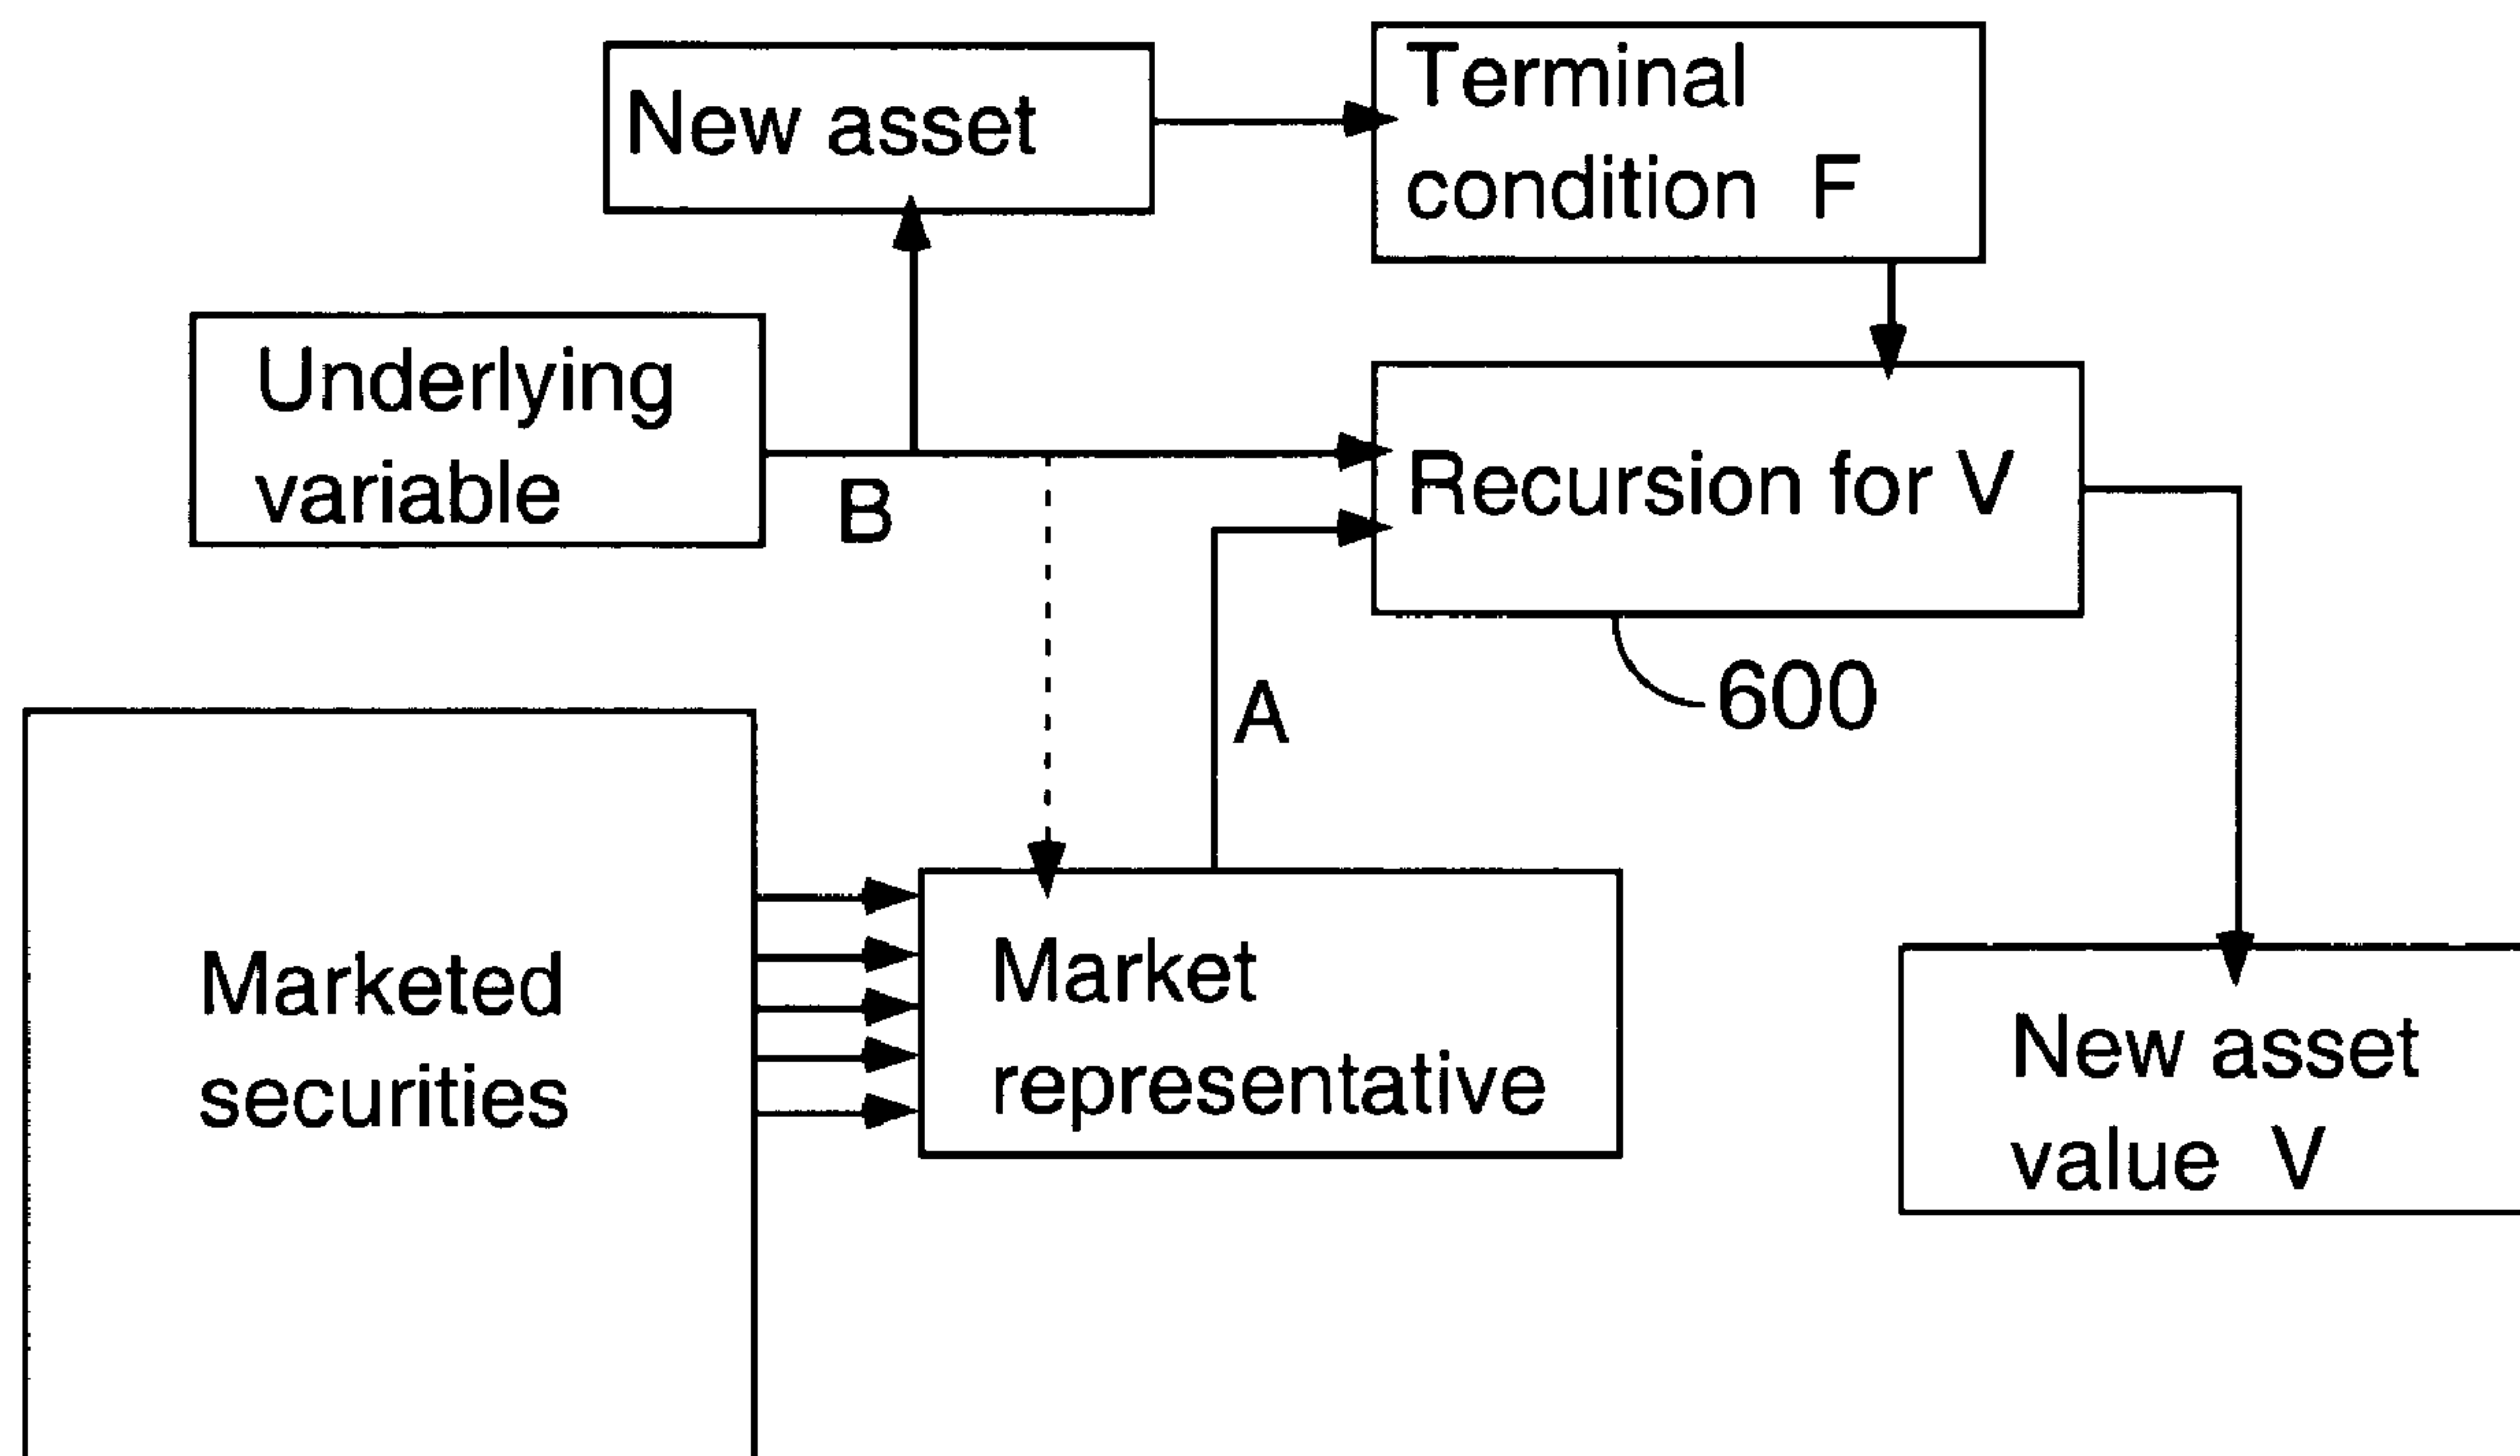 New asset
Terminal
condition F
Underlying
variable
B
Recursion for V
A
600
Marketed
securities
Market
representative
New asset
value V